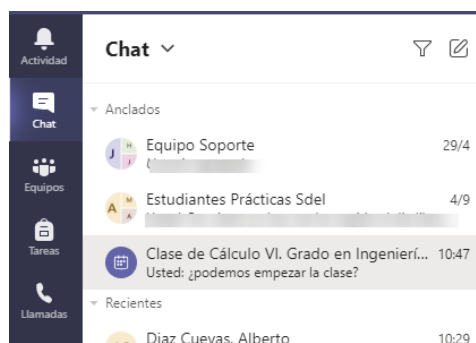 Actividad
Chat
Equipos
Tareas
Llamadas
Chat
Anclados
Equipo Soporte 29/4
Estudiantes Prácticas Sdel 4/9
Clase de Cálculo VI. Grado en Ingenierí... 10:47
Usted: ¿podemos empezar la clase?
Recientes
Diaz Cuevas, Alberto 10:29